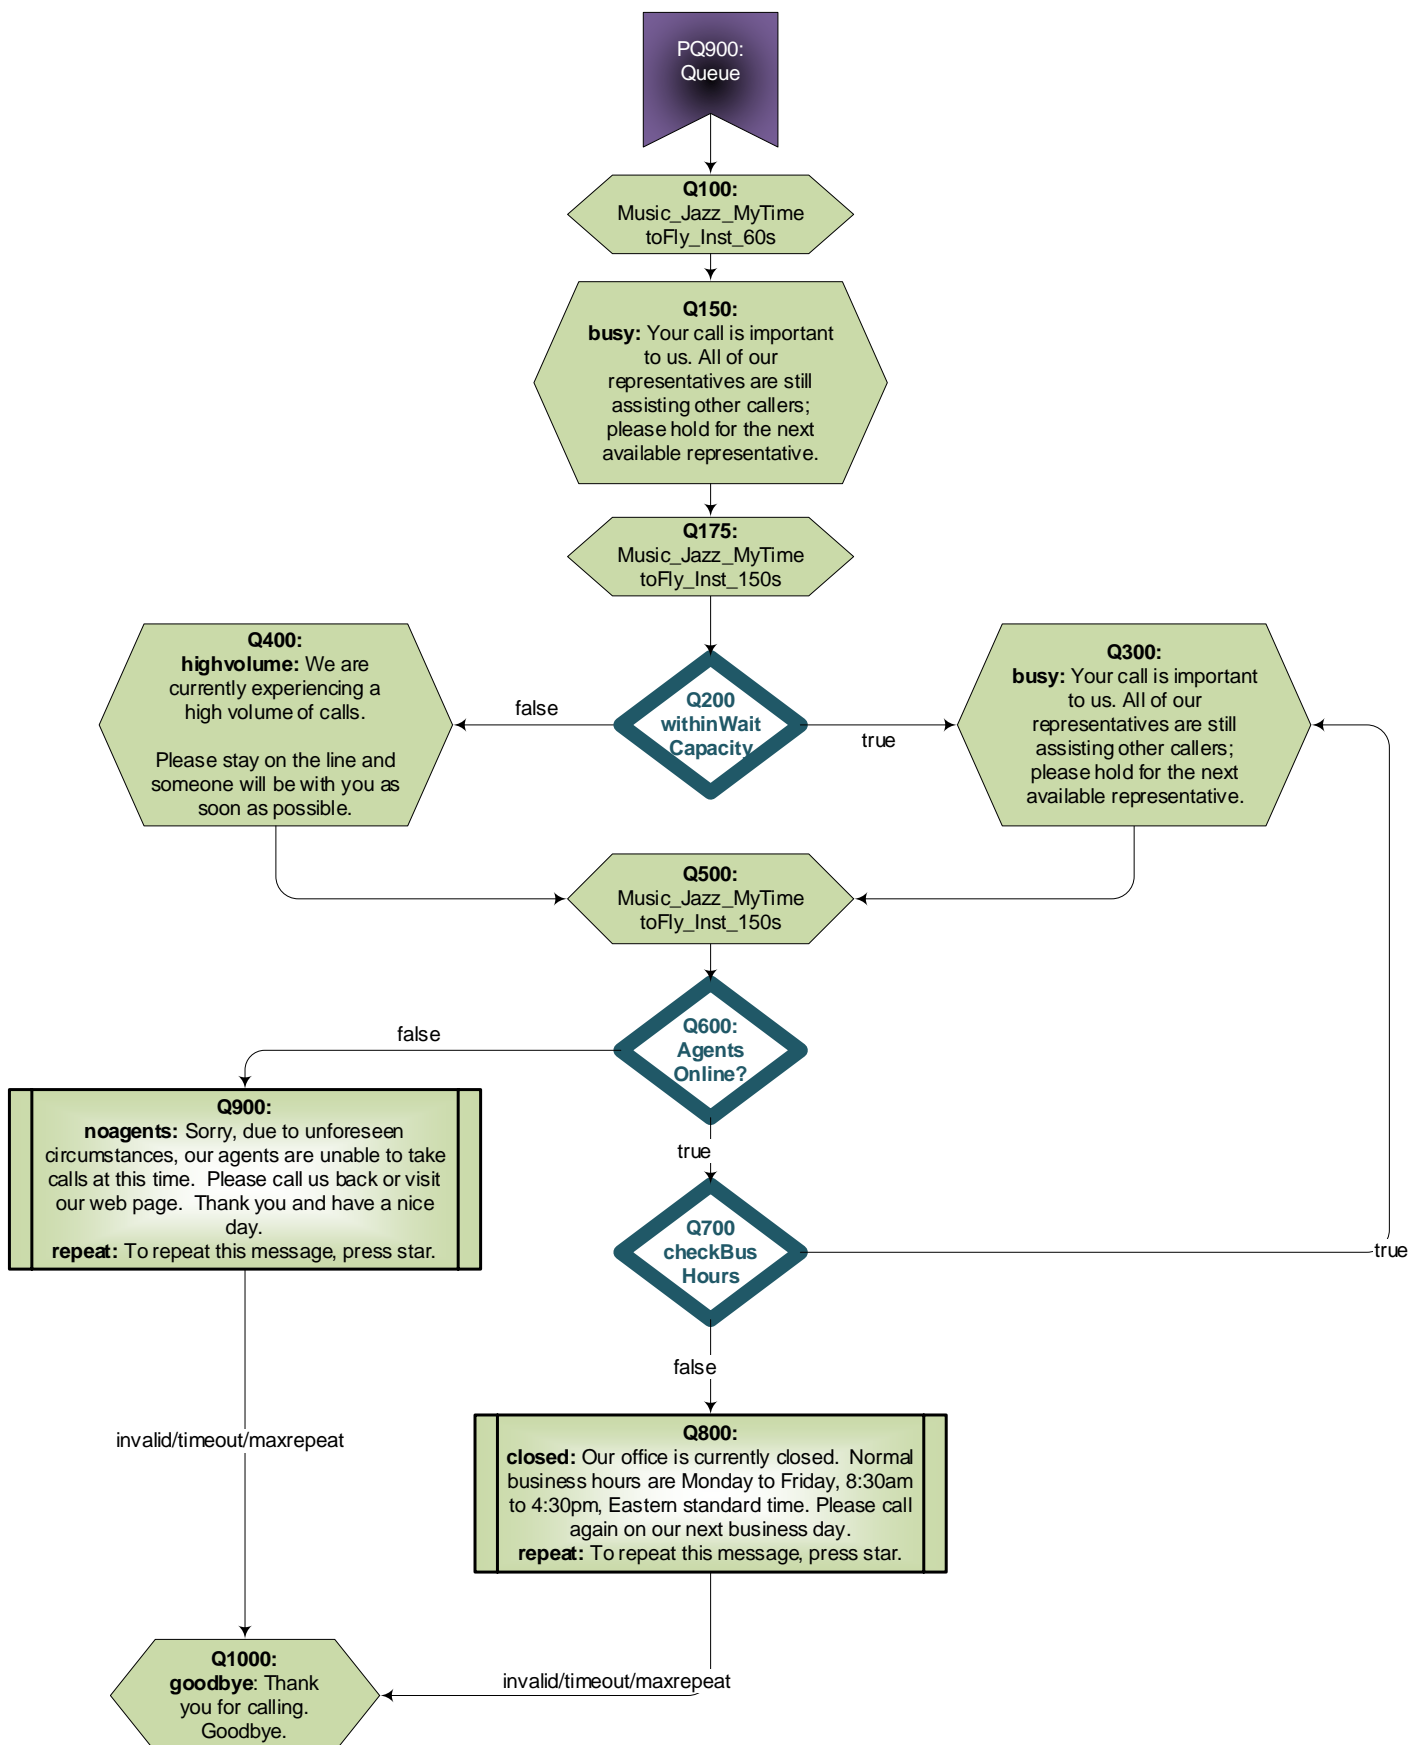 PQ900:
Queue
Q100:
Music_Jazz_MyTime
toFly_Inst_60s
Q150:
busy: Your call is important
to us. All of our
representatives are still
assisting other callers;
please hold for the next
available representative.
Q175:
Music_Jazz_MyTime
toFly_Inst_150s
Q400:
highvolume: We are
currently experiencing a
high volume of calls.
Please stay on the line and
someone will be with you as
soon as possible.
false
Q200
withinWait
Capacity
true
Q300:
busy: Your call is important
to us. All of our
representatives are still
assisting other callers;
please hold for the next
available representative.
Q500:
Music_Jazz_MyTime
toFly_Inst_150s
false
Q600:
Agents
Online?
true
Q900:
noagents: Sorry, due to unforeseen
circumstances, our agents are unable to take
calls at this time.  Please call us back or visit
our web page.  Thank you and have a nice
day.
repeat: To repeat this message, press star.
Q700
checkBus
Hours
true
false
invalid/timeout/maxrepeat
Q800:
closed: Our office is currently closed.  Normal
business hours are Monday to Friday, 8:30am
to 4:30pm, Eastern standard time. Please call
again on our next business day.
repeat: To repeat this message, press star.
invalid/timeout/maxrepeat
Q1000:
goodbye: Thank
you for calling.
Goodbye.